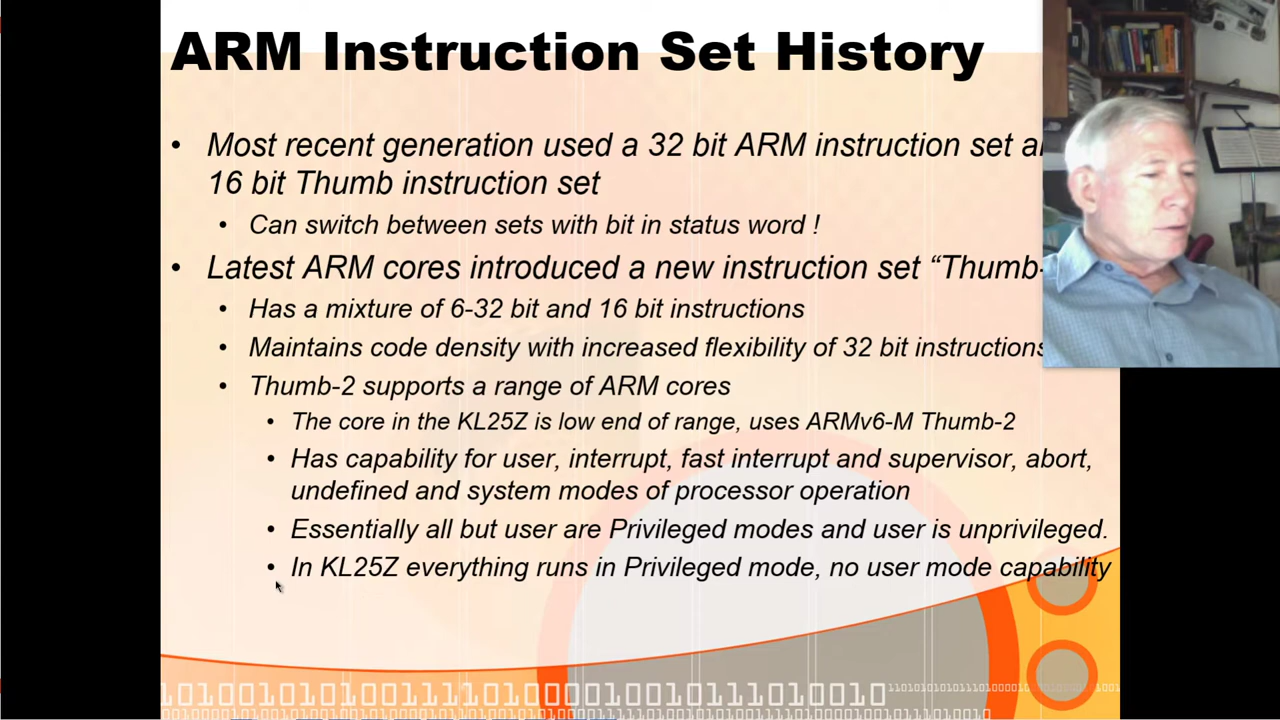 ARM Instruction Set History
• Most recent generation used a 32 bit ARM instruction set
16 bit Thumb instruction set
• Can switch between sets with bit in status word !
• Latest ARM cores introduced a new instruction set “Thumb-
• Has a mixture of 6-32 bit and 16 bit instructions
• Maintains code density with increased flexibility of 32 bit instructions
• Thumb-2 supports a range of ARM cores
• The core in the KL25Z is low end of range, uses ARMv6-M Thumb-2
• Has capability for user, interrupt, fast interrupt and supervisor, abort,
undefined and system modes of processor operation
• Essentially all but user are Privileged modes and user is unprivileged.
• In KL25Z everything runs in Privileged mode, no user mode capability